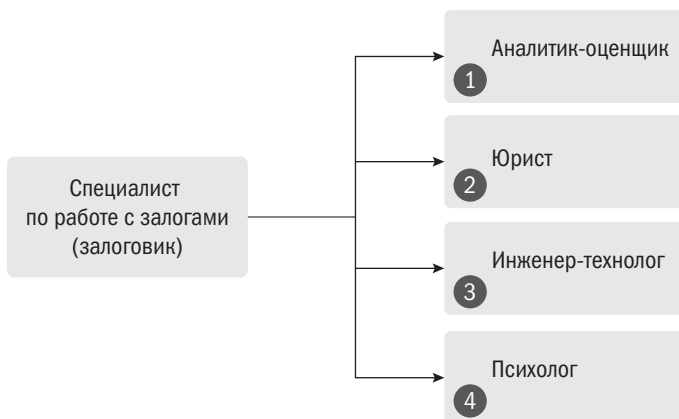 Специалист
по работе с залогами
(залоговик)
Аналитик-оценщик
1
Юрист
2
Инженер-технолог
3
Психолог
4